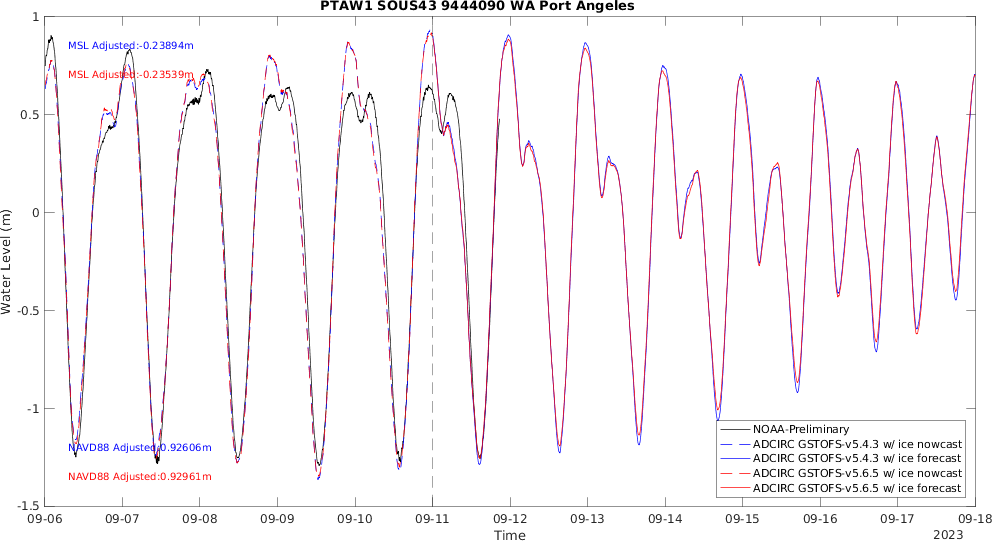 PTAW1 SOUS43 9444090 WA Port Angeles
MSL Adjusted:-0.23894m
MSL Adjusted:-0.23539m
NAVD88 Adjusted:0.92606m
NAVD88 Adjusted:0.92961m
Water Level (m)
1
0.5
0
-0.5
-1
-1.5
NOAA-Preliminary
ADCIRC GSTOFS-v5.4.3 w/ ice nowcast
ADCIRC GSTOFS-v5.4.3 w/ ice forecast
ADCIRC GSTOFS-v5.6.5 w/ ice nowcast
ADCIRC GSTOFS-v5.6.5 w/ ice forecast
09-06 09-07 09-08 09-09 09-10 09-11 09-12 09-13 09-14 09-15 09-16 09-17 09-18
Time
2023